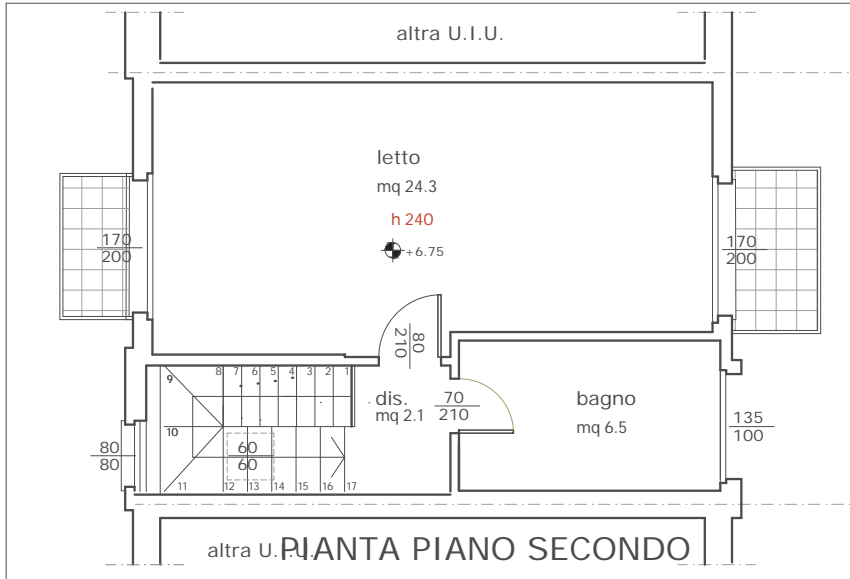 altra U.I.U.
letto
mq 24.3
h 240
+6.75
170
200
170
200
80
210
9
8 7 6 5 4 3 2 1
dis.
mq 2.1
70
210
bagno
mq 6.5
135
100
10
80
80
60
60
11 12 13 14 15 16 17
altra U.I.U.
PIANTA PIANO SECONDO